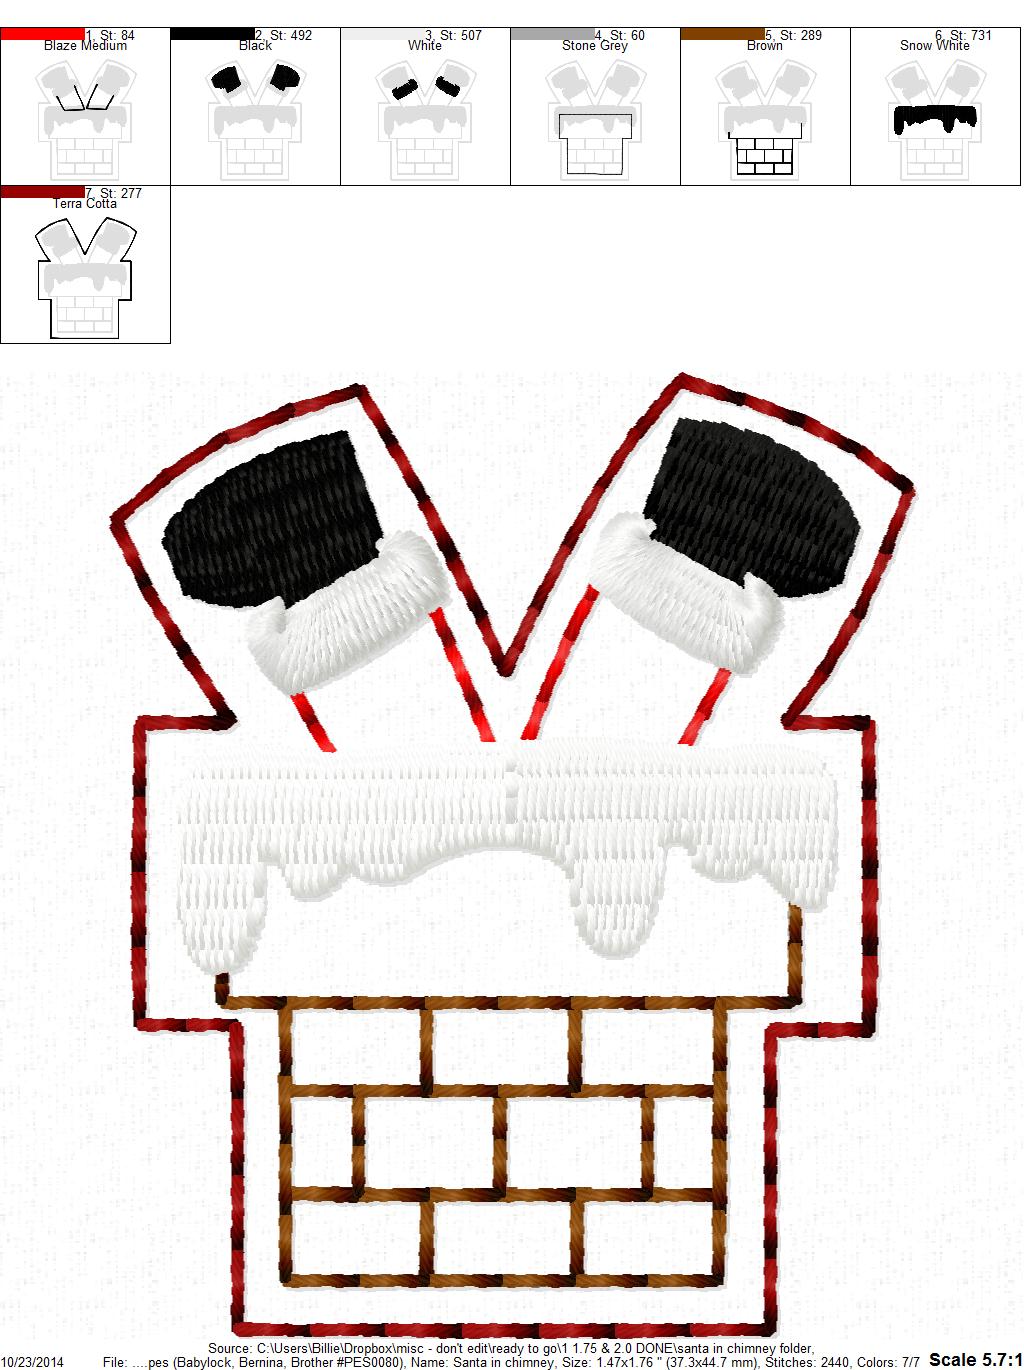 1, St: 84
Blaze Medium
2, St: 492
Black
3, St: 507
White
4, St: 60
Stone Grey
5, St: 289
Brown
6, St: 731
Snow White
7, St: 277
Terra Cotta
Source: C:\Users\Billie\Dropbox\misc - don't edit\ready to go\1 1.75 & 2.0 DONE\santa in chimney folder,
10/23/2014 File: ....pes (Babylock, Bernina, Brother #PES0080), Name: Santa in chimney, Size: 1.47x1.76 " (37.3x44.7 mm), Stitches: 2440, Colors: 7/7 Scale 5.7:1